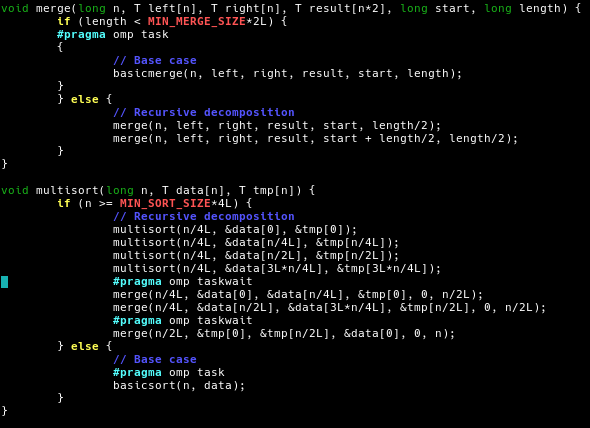 void merge(long n, T left[n], T right[n], T result[n*2], long start, long length) {
        if (length < MIN_MERGE_SIZE*2L) {
        #pragma omp task
        {
                // Base case
                basicmerge(n, left, right, result, start, length);
        }
        } else {
                // Recursive decomposition
                merge(n, left, right, result, start, length/2);
                merge(n, left, right, result, start + length/2, length/2);
        }
}

void multisort(long n, T data[n], T tmp[n]) {
        if (n >= MIN_SORT_SIZE*4L) {
                // Recursive decomposition
                multisort(n/4L, &data[0], &tmp[0]);
                multisort(n/4L, &data[n/4L], &tmp[n/4L]);
                multisort(n/4L, &data[n/2L], &tmp[n/2L]);
                multisort(n/4L, &data[3L*n/4L], &tmp[3L*n/4L]);
                #pragma omp taskwait
                merge(n/4L, &data[0], &data[n/4L], &tmp[0], 0, n/2L);
                merge(n/4L, &data[n/2L], &data[3L*n/4L], &tmp[n/2L], 0, n/2L);
                #pragma omp taskwait
                merge(n/2L, &tmp[0], &tmp[n/2L], &data[0], 0, n);
        } else {
                // Base case
                #pragma omp task
                basicsort(n, data);
        }
}